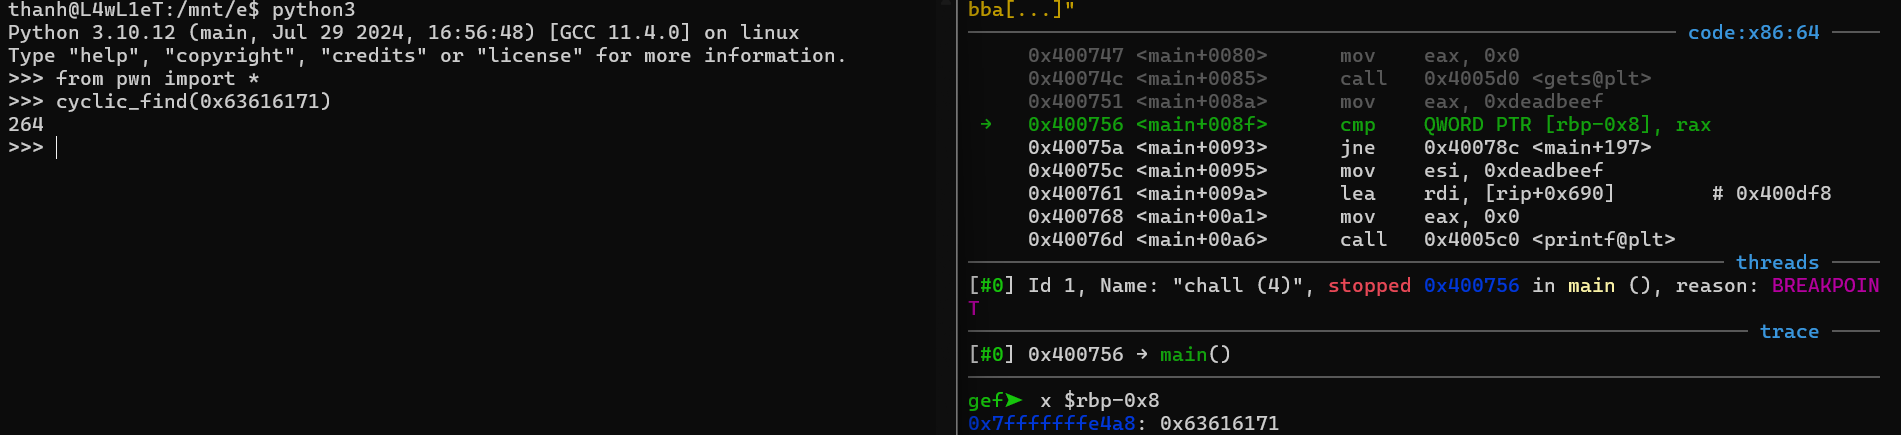 thanh@L4wL1eT:/mnt/e$ python3
Python 3.10.12 (main, Jul 29 2024, 16:56:48) [GCC 11.4.0] on linux
Type "help", "copyright", "credits" or "license" for more information.
>>> from pwn import *
>>> cyclic_find(0x63616171)
264
>>>
bba[...]"
code:x86:64
0x400747 <main+0080>      mov    eax, 0x0
0x40074c <main+0085>      call   0x4005d0 <gets@plt>
0x400751 <main+008a>      mov    eax, 0xdeadbeef
→   0x400756 <main+008f>      cmp    QWORD PTR [rbp-0x8], rax
0x40075a <main+0093>      jne    0x40078c <main+197>
0x40075c <main+0095>      mov    esi, 0xdeadbeef
0x400761 <main+009a>      lea    rdi, [rip+0x690]        # 0x400df8
0x400768 <main+00a1>      mov    eax, 0x0
0x40076d <main+00a6>      call   0x4005c0 <printf@plt>
threads
[#0] Id 1, Name: "chall (4)", stopped 0x400756 in main (), reason: BREAKPOIN
T
trace
[#0] 0x400756 → main()
gef➤  x $rbp-0x8
0x7fffffffe4a8: 0x63616171